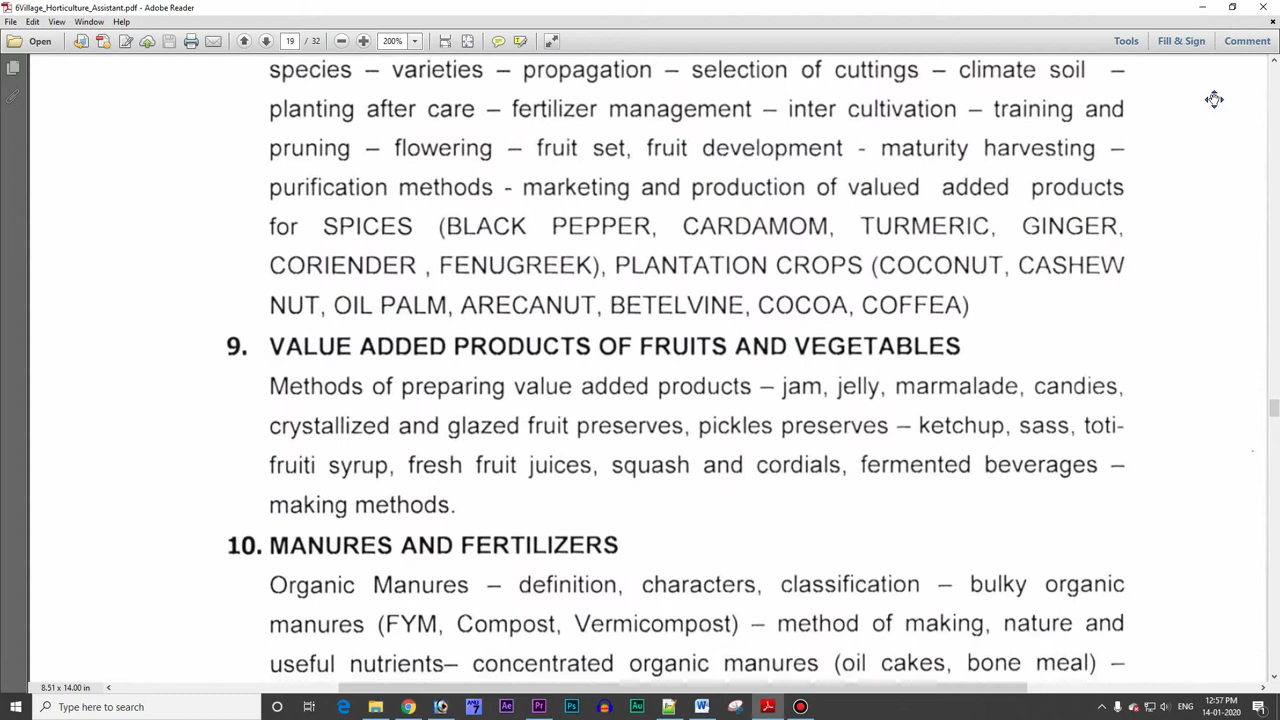 6Village_Horticulture_Assistant.pdf - Adobe Reader
File Edit View Window Help
Open 19 / 32 200% Tools Fill & Sign Comment
species – varieties – propagation – selection of cuttings – climate soil –
planting after care – fertilizer management – inter cultivation – training and
pruning – flowering – fruit set, fruit development - maturity harvesting –
purification methods - marketing and production of valued added products
for SPICES (BLACK PEPPER, CARDAMOM, TURMERIC, GINGER,
CORIENDER , FENUGREEK), PLANTATION CROPS (COCONUT, CASHEW
NUT, OIL PALM, ARECANUT, BETELVINE, COCOA, COFFEA)
9. VALUE ADDED PRODUCTS OF FRUITS AND VEGETABLES
Methods of preparing value added products – jam, jelly, marmalade, candies,
crystallized and glazed fruit preserves, pickles preserves – ketchup, sass, toti-
fruiti syrup, fresh fruit juices, squash and cordials, fermented beverages –
making methods.
10. MANURES AND FERTILIZERS
Organic Manures – definition, characters, classification – bulky organic
manures (FYM, Compost, Vermicompost) – method of making, nature and
useful nutrients– concentrated organic manures (oil cakes, bone meal) –
8.51 x 14.00 in
Type here to search
ENG
12:57 PM
14-01-2020